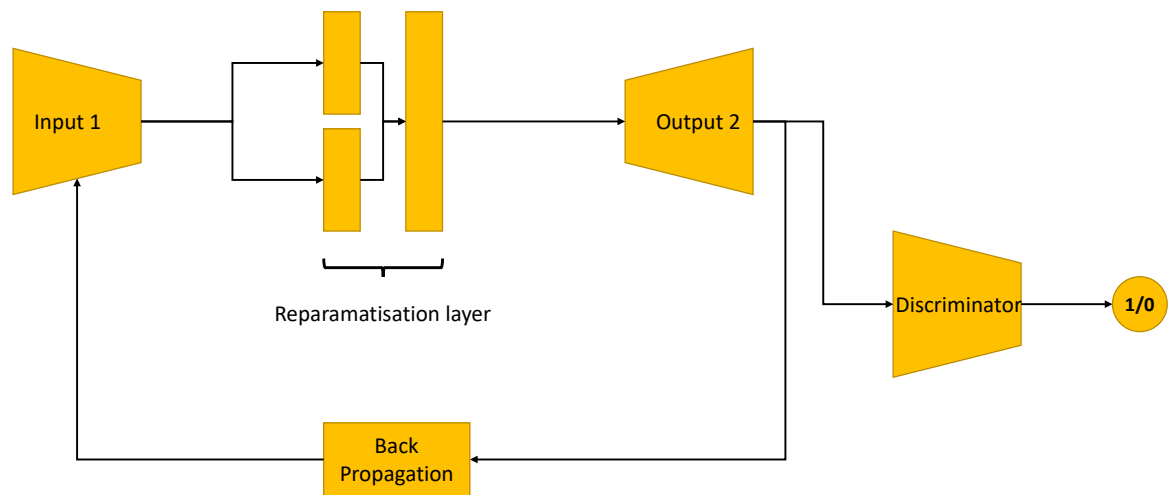 Input 1
Output 2
Discriminator
1/0
Reparamatisation layer
Back
Propagation